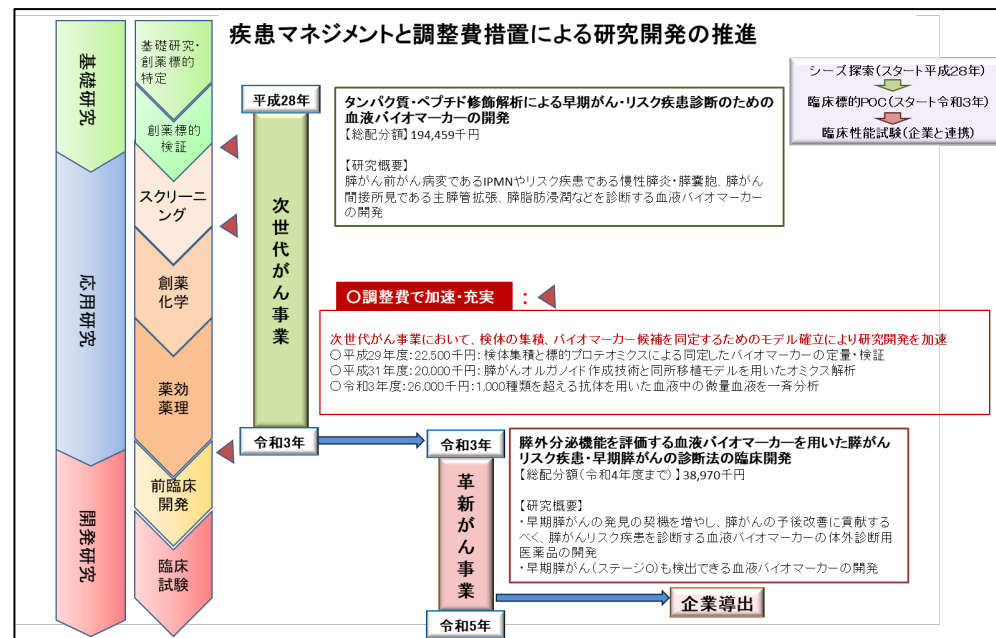 疾患マネジメントと調整費措置による研究開発の推進
基礎研究
応用研究
開発研究
基礎研究・
創薬標的
特定
創薬標的
検証
スクリーニ
ング
創薬
化学
薬効
薬理
前臨床
開発
臨床
試験
シーズ探索(スタート平成28年)
臨床標的POC(スタート令和3年)
臨床性能試験(企業と連携)
平成28年
次世代がん事業
令和3年
タンパク質・ペプチド修飾解析による早期がん・リスク疾患診断のための
血液バイオマーカーの開発
【総配分額】194,459千円
【研究概要】
膵がん前がん病変であるIPMNやリスク疾患である慢性膵炎・膵嚢胞、膵がん
間接所見である主膵管拡張、膵脂肪浸潤などを診断する血液バイオマーカー
の開発
〇調整費で加速・充実
:
次世代がん事業において、検体の集積、バイオマーカー候補を同定するためのモデル確立により研究開発を加速
〇平成29年度:22,500千円:検体集積と標的プロテオミクスによる同定したバイオマーカーの定量・検証
〇平成31年度:20,000千円:膵がんオルガノイド作成技術と同所移植モデルを用いたオミクス解析
〇令和3年度:26,000千円:1,000種類を超える抗体を用いた血液中の微量血液を一斉分析
令和3年
革新がん事業
令和5年
膵外分泌機能を評価する血液バイオマーカーを用いた膵がん
リスク疾患・早期膵がんの診断法の臨床開発
【総配分額(令和4年度まで)】38,970千円
【研究概要】
・早期膵がんの発見の契機を増やし、膵がんの予後改善に貢献する
べく、膵がんリスク疾患を診断する血液バイオマーカーの体外診断用
医薬品の開発
・早期膵がん(ステージ0)も検出できる血液バイオマーカーの開発
企業導出